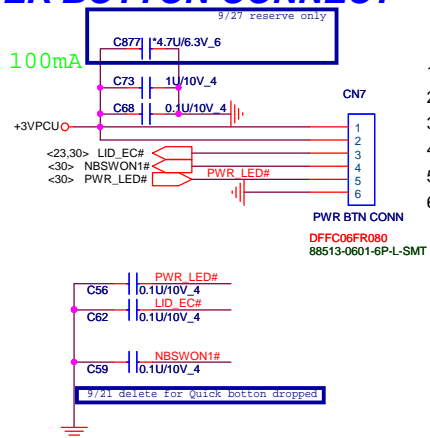 ER BOTTON CONNECT
9/27 reserve only
C877 *4.7U/6.3V_6
100mA
C73 1U/10V_4
C68 0.1U/10V_4
CN7
+3VPCU
1
2
<23,30> LID_EC# 3
<30> NBSWON1# 4
<30> PWR_LED# PWR_LED# 5
6
PWR BTN CONN
DFFC06FR080
88513-0601-6P-L-SMT
PWR_LED#
C56 0.1U/10V_4
LID_EC#
C62 0.1U/10V_4
NBSWON1#
C59 0.1U/10V_4
9/21 delete for Quick botton dropped